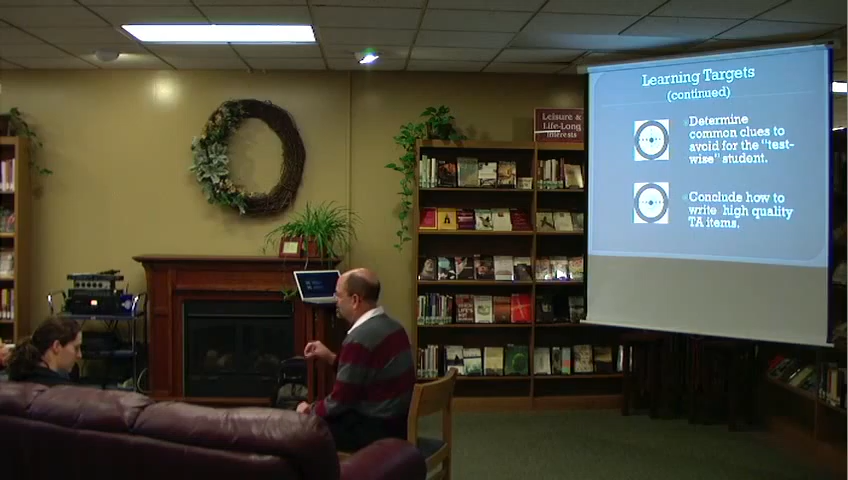 Learning Targets
(continued)
Determine
common clues to
avoid for the "test-
wise" student.
Conclude how to
write high quality
TA items.
Leisure &
Life-Long
Interests